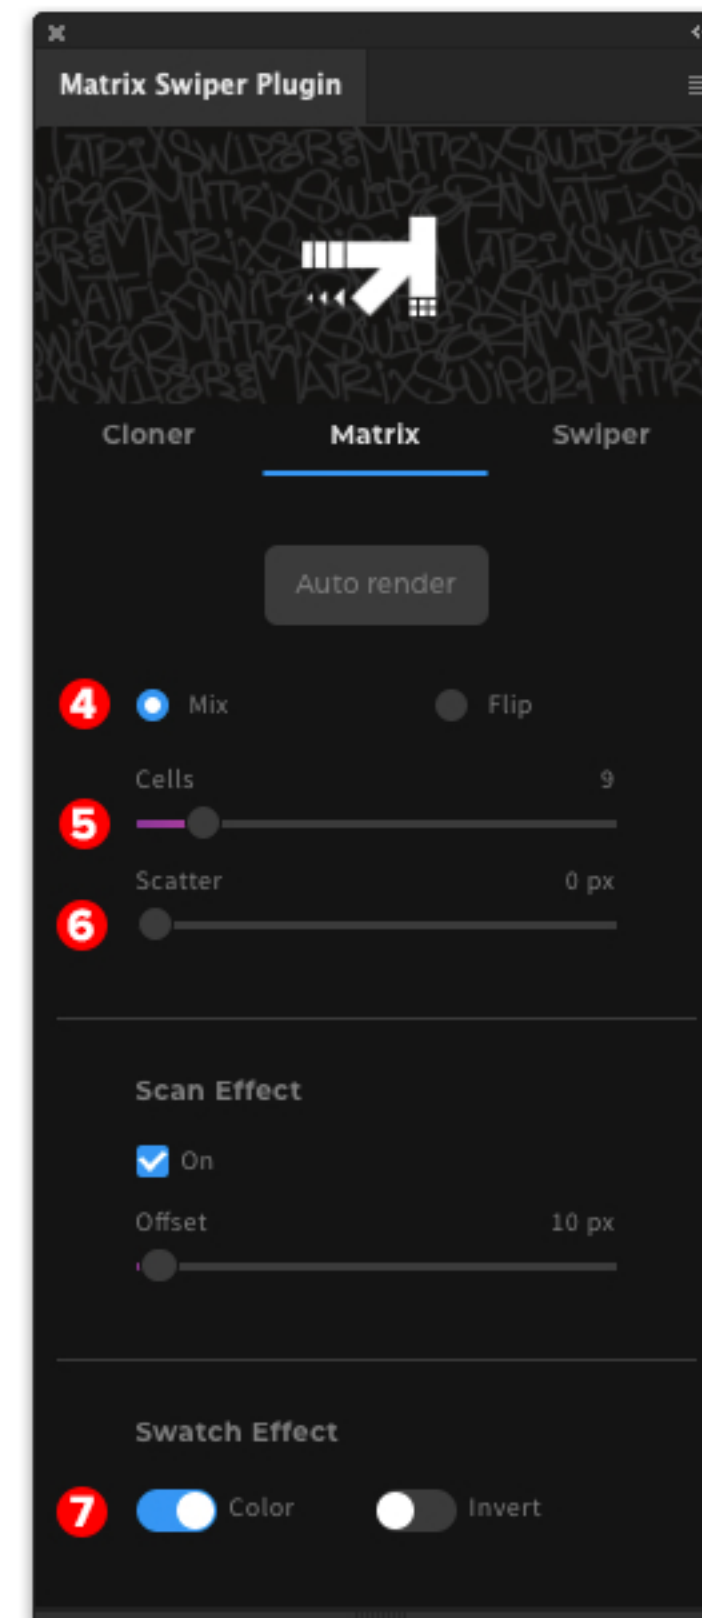 Matrix Swiper Plugin
Cloner Matrix Swiper
Auto render
4 Mix Flip
Cells 9
5
Scatter 0 px
6
Scan Effect
On
Offset 10 px
Swatch Effect
7 Color Invert